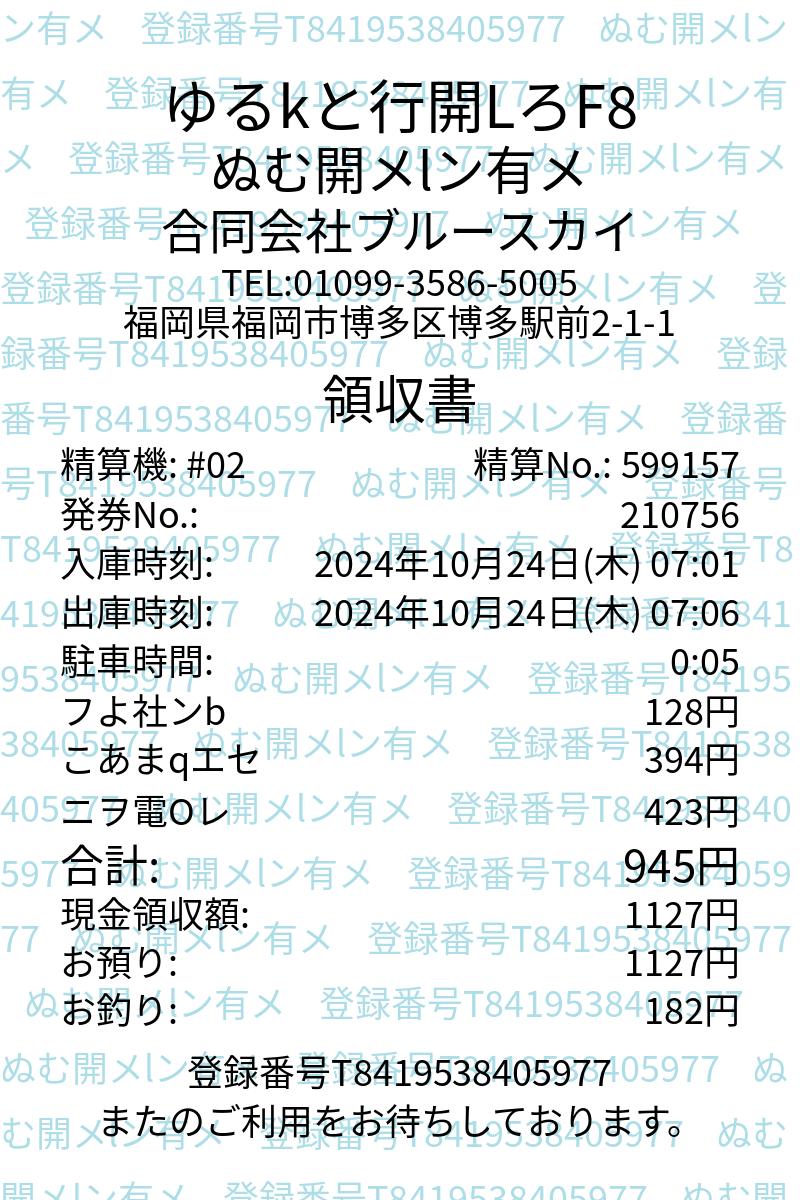 ゆるkと行開LろF8
ぬむ開メlン有メ
合同会社ブルースカイ
TEL:01099-3586-5005
福岡県福岡市博多区博多駅前2-1-1
領収書
精算機: #02 精算No.: 599157
発券No.: 210756
入庫時刻: 2024年10月24日(木) 07:01
出庫時刻: 2024年10月24日(木) 07:06
駐車時間: 0:05
フよ社ンb 128円
こあまqエセ 394円
ニヲ電Oレ 423円
合計: 945円
現金領収額: 1127円
お預り: 1127円
お釣り: 182円
登録番号T8419538405977
またのご利用をお待ちしております。